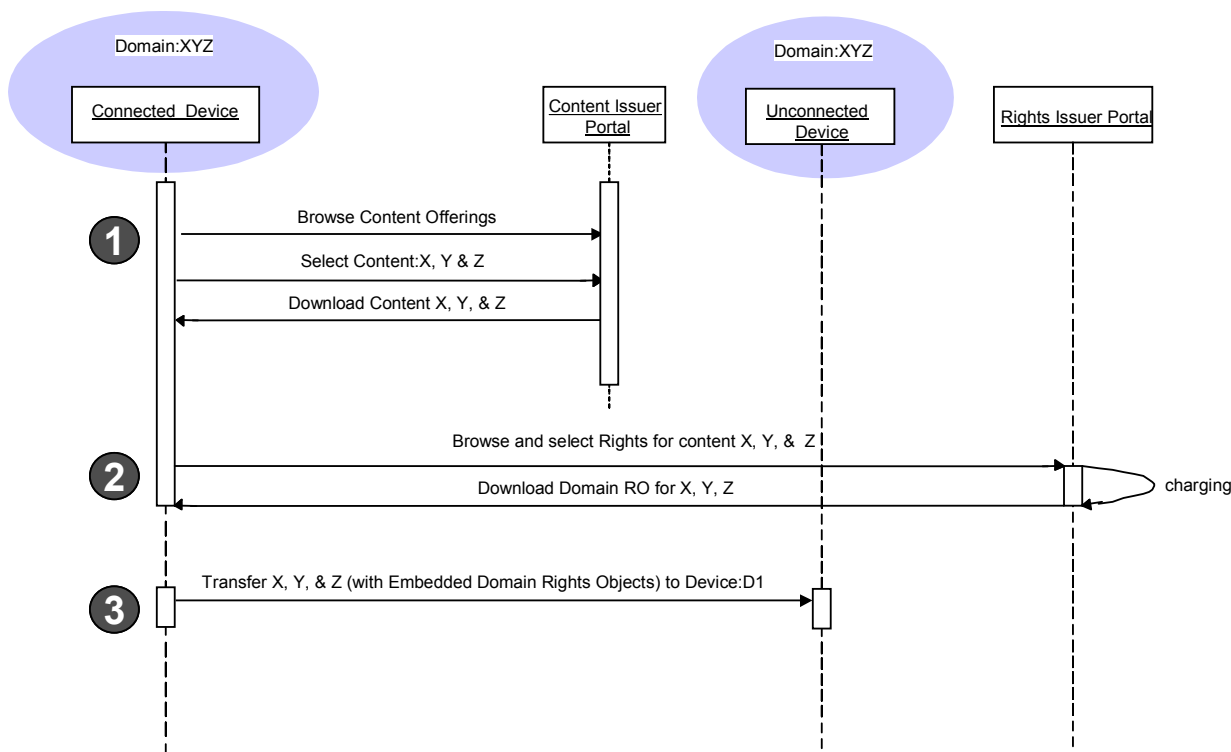 Domain:XYZ
Domain:XYZ
Connected Device
Content Issuer
Portal
Unconnected
Device
Rights Issuer Portal
1
Browse Content Offerings
Select Content:X, Y & Z
Download Content X, Y, & Z
2
Browse and select Rights for content X, Y, & Z
Download Domain RO for X, Y, Z
charging
3
Transfer X, Y, & Z (with Embedded Domain Rights Objects) to Device:D1